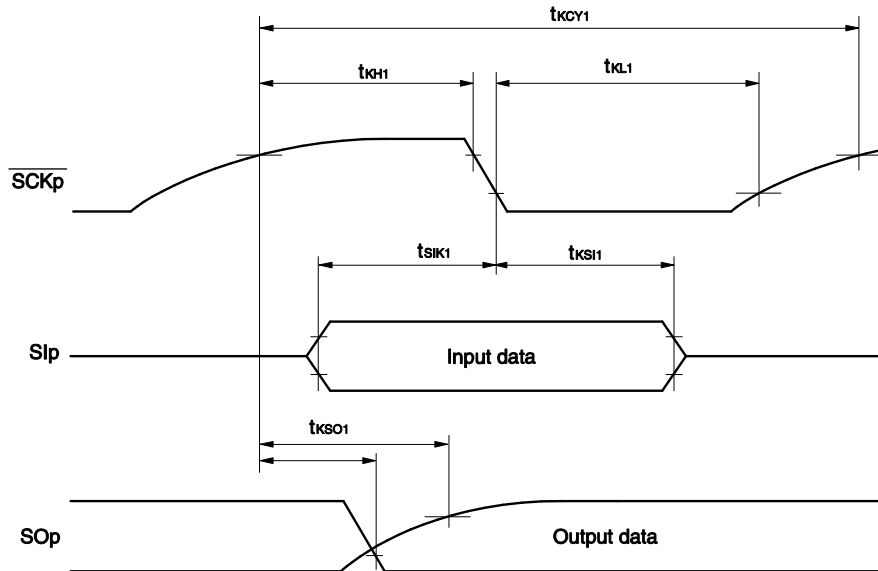 tKCY1
tKH1
tKL1
SCKp
tSIK1
tKSI1
SIp
Input data
tKSO1
SOp
Output data